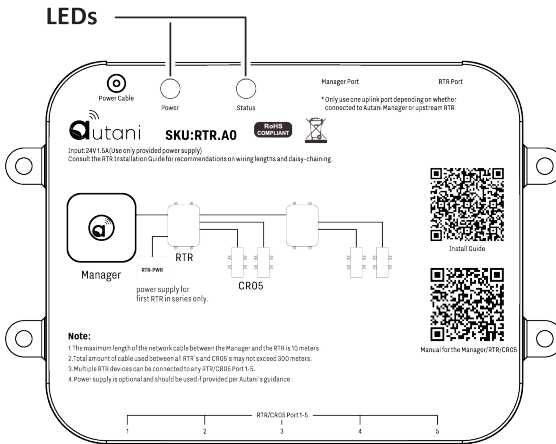 LEDs
Manager Port
RTR Port
Power Cable
Power
Status
* Only use one uplink port depending on whether
connected to Autani Manager or upstream RTR
autani
SKU:RTR.A0
RoHS
COMPLIANT
Input:24V1.5A(Use only provided power supply)
Consult the RTR Installation Guide for recommendations on wiring lengths and daisy-chaining.
Install Guide
a
Manager
RTR
RTR-PWR
CR05
power supply for
first RTR in series only.
Manual for the Manager/RTR/CR05
Note:
1.The maximum length of the network cable between the Manager and the RTR is 10 meters.
2.Total amount of cable used between all RTR's and CR05's may not exceed 300 meters.
3.Multiple RTR devices can be connected to any RTR/CR05 Port 1-5.
4.Power supply is optional and should be used if provided per Autani's guidance.
RTR/CR05 Port 1-5
1 2 3 4 5